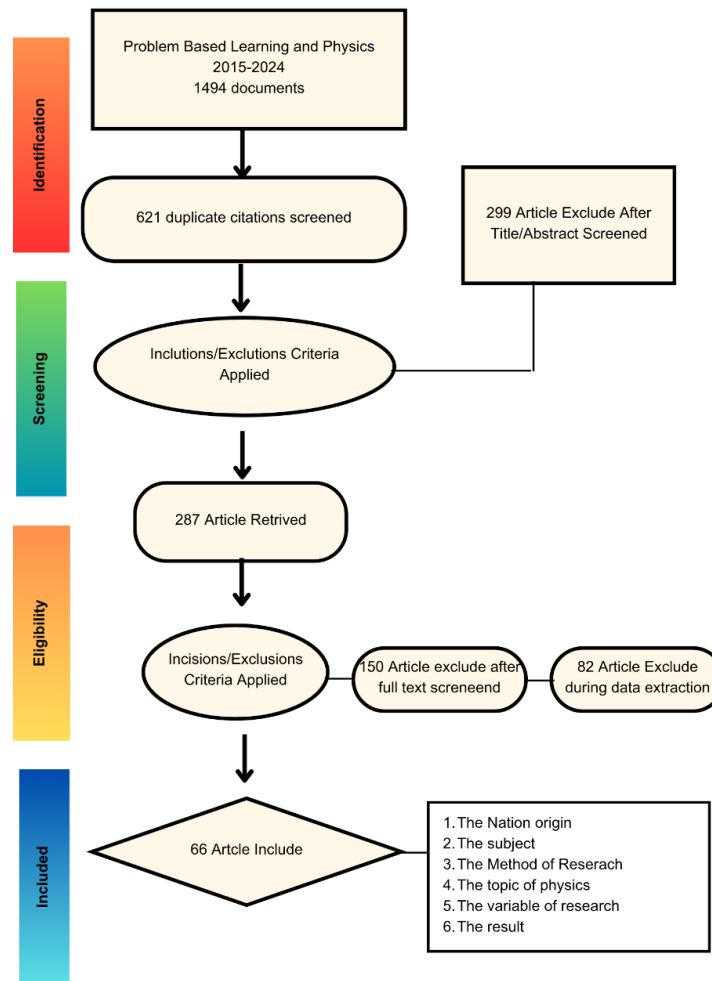 Identification
Problem Based Learning and Physics
2015-2024
1494 documents
621 duplicate citations screened
299 Article Exclude After
Title/Abstract Screened
Screening
Inclutions/Exclutions Criteria
Applied
287 Article Retrived
Eligibility
Incisions/Exclusions
Criteria Applied
150 Article exclude after
full text screneend
82 Article Exclude
during data extraction
Included
66 Artcle Include
1. The Nation origin
2. The subject
3. The Method of Reserach
4. The topic of physics
5. The variable of research
6. The result